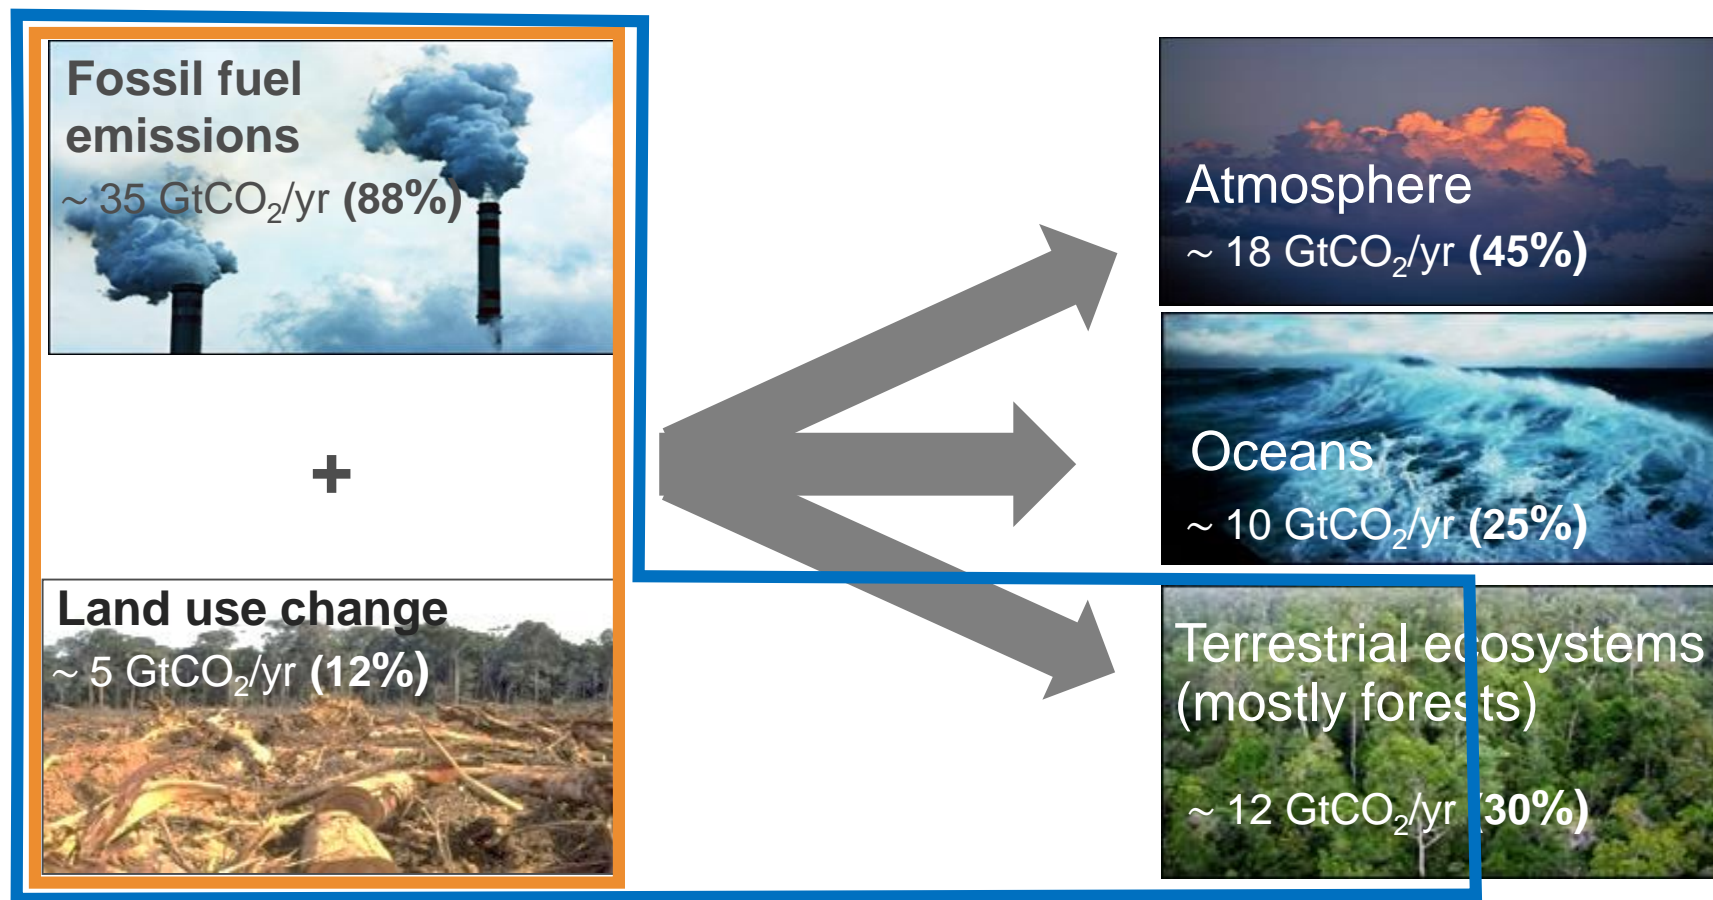 Fossil fuel
emissions
~ 35 GtCO₂/yr (88%)
+
Land use change
~ 5 GtCO₂/yr (12%)
Atmosphere
~ 18 GtCO₂/yr (45%)
Oceans
~ 10 GtCO₂/yr (25%)
Terrestrial ecosystems
(mostly forests)
~ 12 GtCO₂/yr (30%)